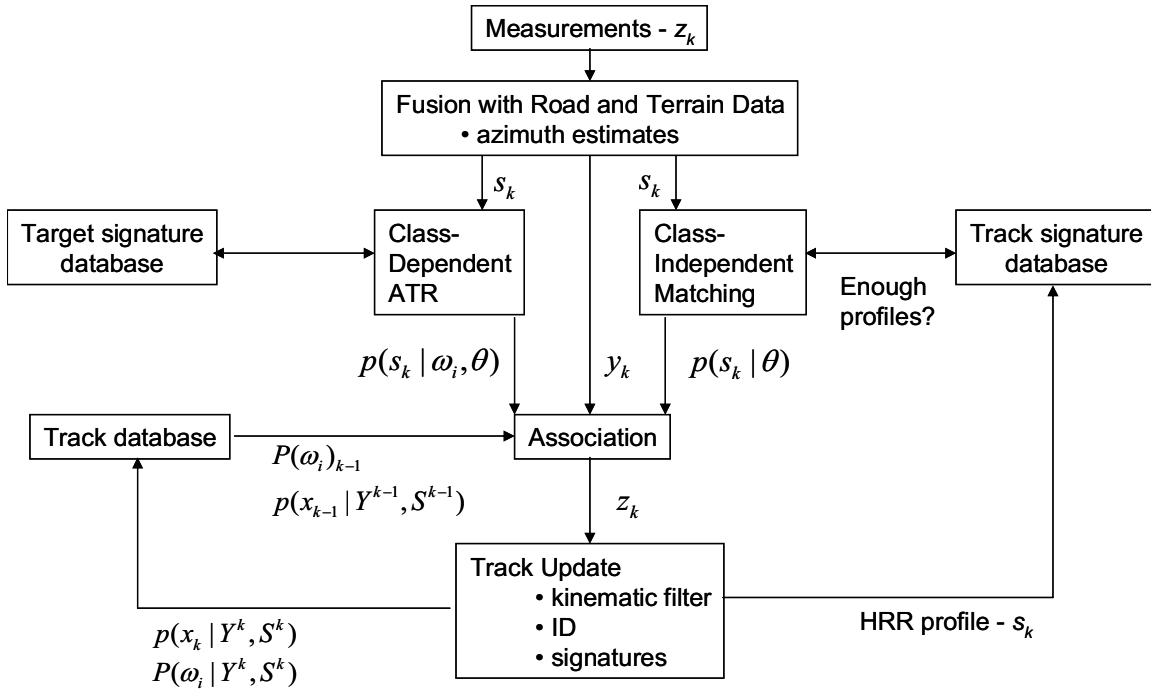 Measurements - z_k
Fusion with Road and Terrain Data
• azimuth estimates
s_k
s_k
Target signature
database
Class-
Dependent
ATR
Class-
Independent
Matching
Track signature
database
Enough
profiles?
p(s_k | ω_i, θ)
y_k
p(s_k | θ)
Track database
Association
P(ω_i)_{k−1}
p(x_{k−1} | Y^{k−1}, S^{k−1})
z_k
Track Update
• kinematic filter
• ID
• signatures
HRR profile - s_k
p(x_k | Y^k, S^k)
P(ω_i | Y^k, S^k)